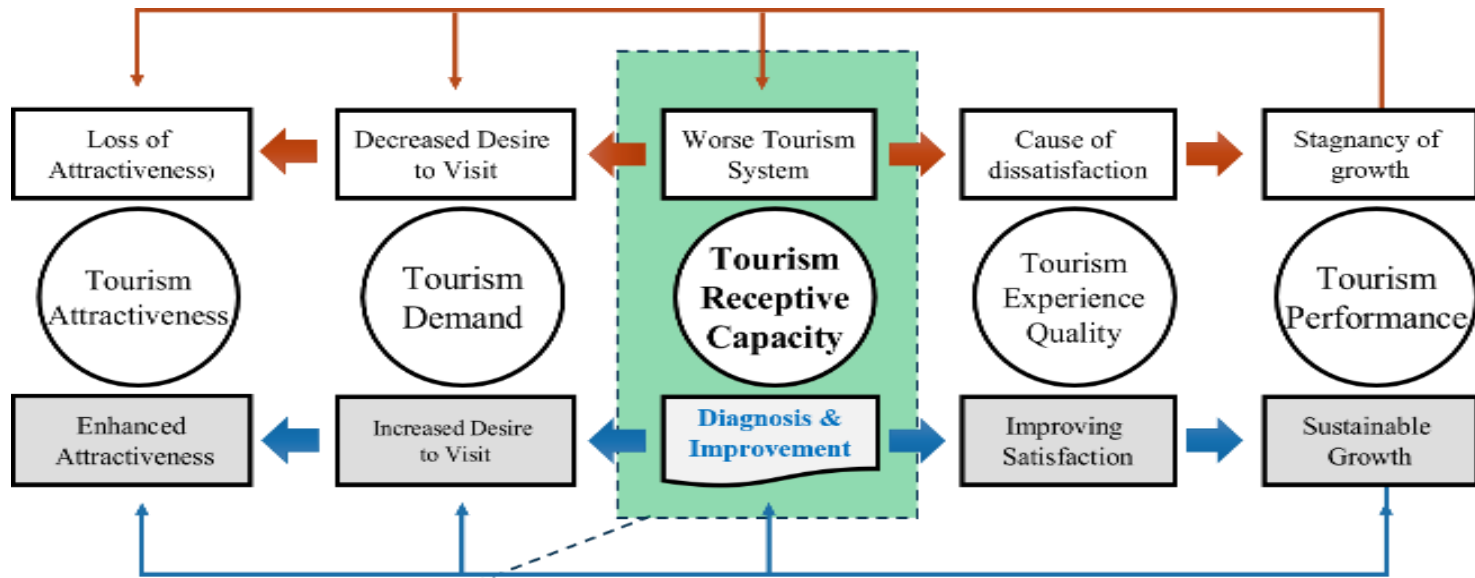 Loss of
Attractiveness)
Decreased Desire
to Visit
Worse Tourism
System
Cause of
dissatisfaction
Stagnancy of
growth
Tourism
Attractiveness
Tourism
Demand
Tourism
Receptive
Capacity
Tourism
Experience
Quality
Tourism
Performance
Enhanced
Attractiveness
Increased Desire
to Visit
Diagnosis &
Improvement
Improving
Satisfaction
Sustainable
Growth